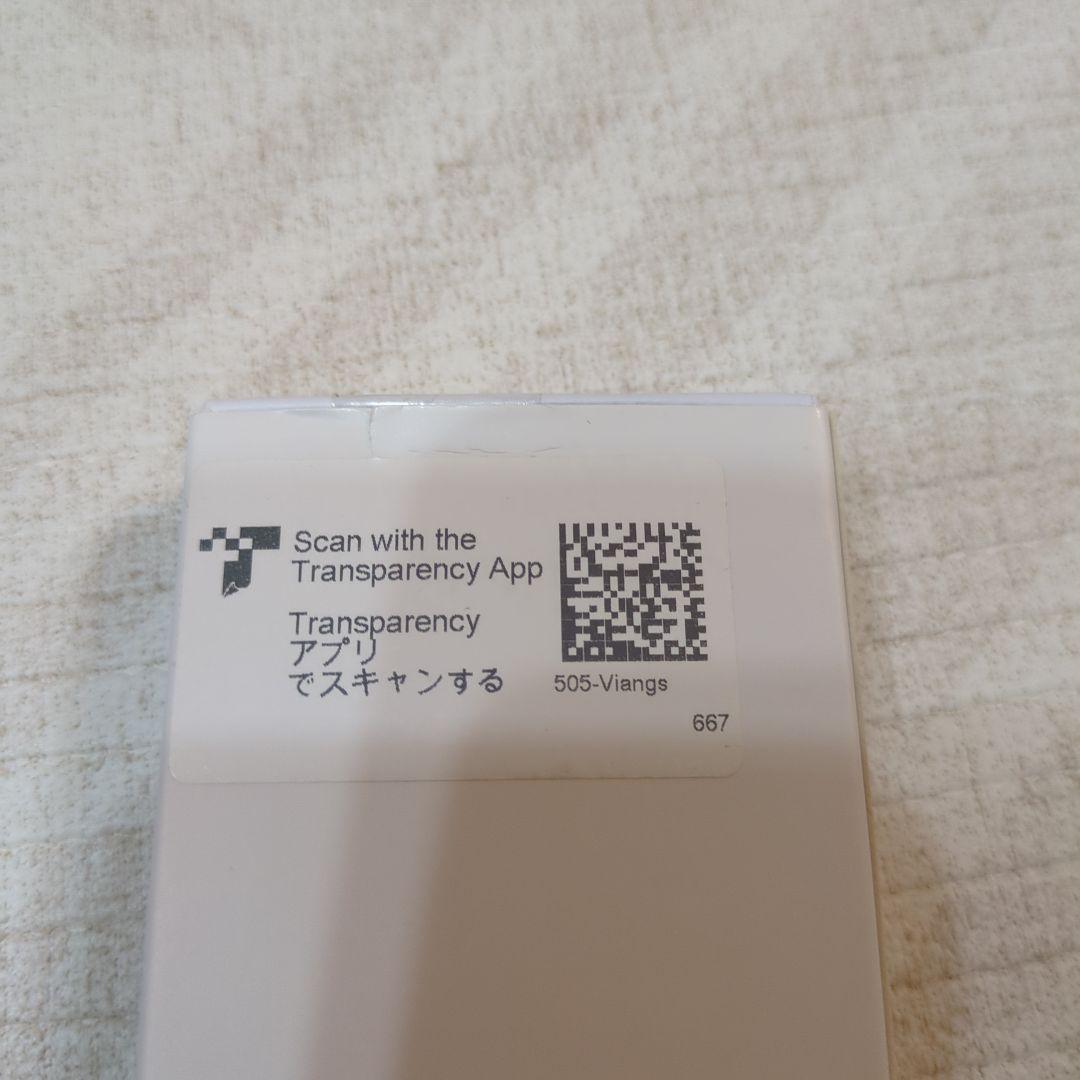 Scan with the
Transparency App
Transparency
アプリ
でスキャンする
505-Viangs
667